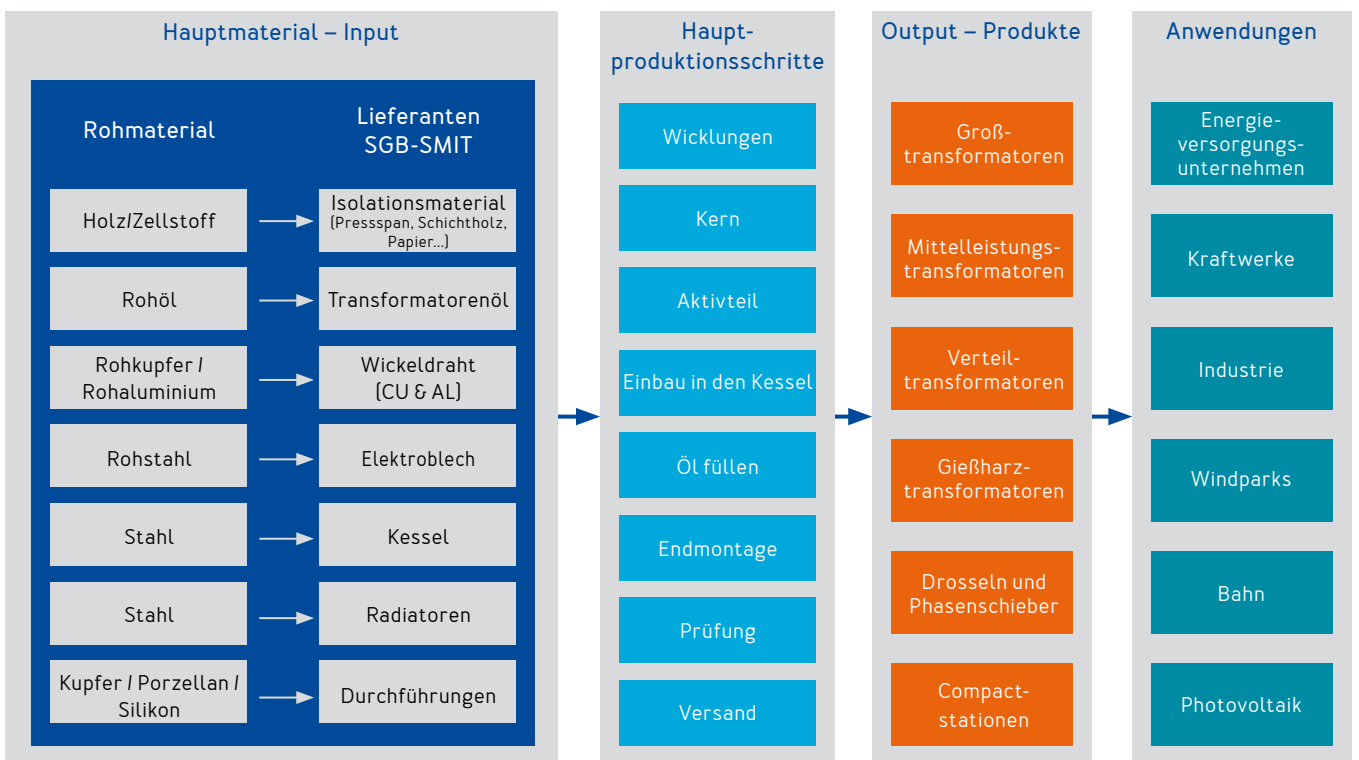 Hauptmaterial – Input
Rohmaterial
Lieferanten
SGB-SMIT
Holz/Zellstoff
Isolationsmaterial
(Pressspan, Schichtholz,
Papier...)
Rohöl
Transformatorenöl
Rohkupfer /
Rohaluminium
Wickeldraht
(CU & AL)
Rohstahl
Elektroblech
Stahl
Kessel
Stahl
Radiatoren
Kupfer / Porzellan /
Silikon
Durchführungen
Haupt-
produktionsschritte
Wicklungen
Kern
Aktivteil
Einbau in den Kessel
Öl füllen
Endmontage
Prüfung
Versand
Output – Produkte
Groß-
transformatoren
Mittelleistungs-
transformatoren
Verteil-
transformatoren
Gießharz-
transformatoren
Drosseln und
Phasenschieber
Compact-
stationen
Anwendungen
Energie-
versorgungs-
unternehmen
Kraftwerke
Industrie
Windparks
Bahn
Photovoltaik